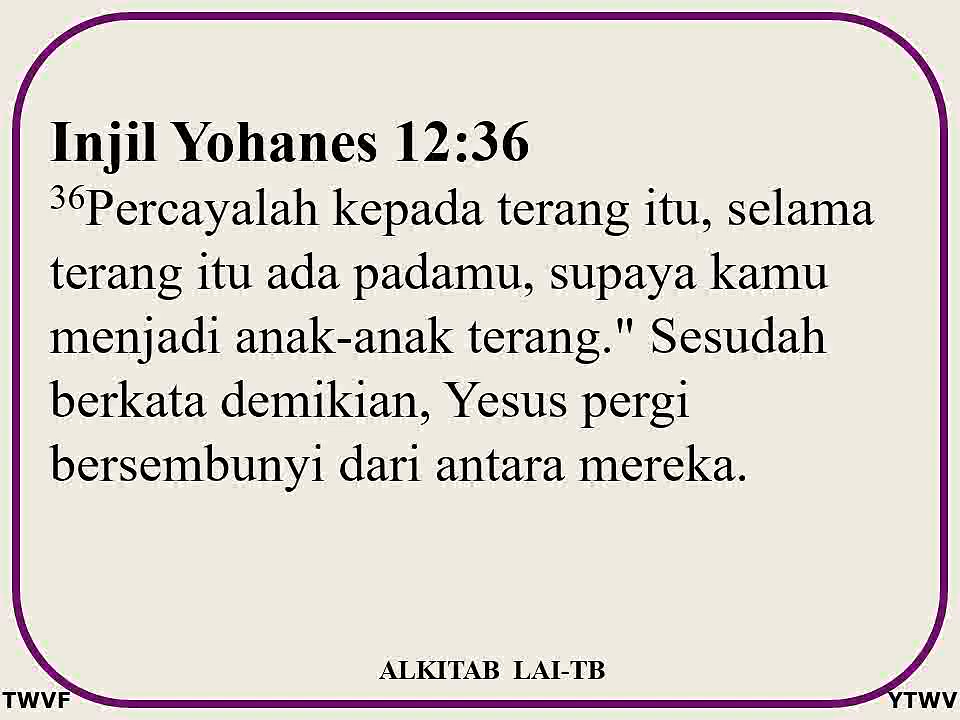 Injil Yohanes 12:36
36Percayalah kepada terang itu, selama
terang itu ada padamu, supaya kamu
menjadi anak-anak terang." Sesudah
berkata demikian, Yesus pergi
bersembunyi dari antara mereka.
ALKITAB LAI-TB
TWVF
YTWV